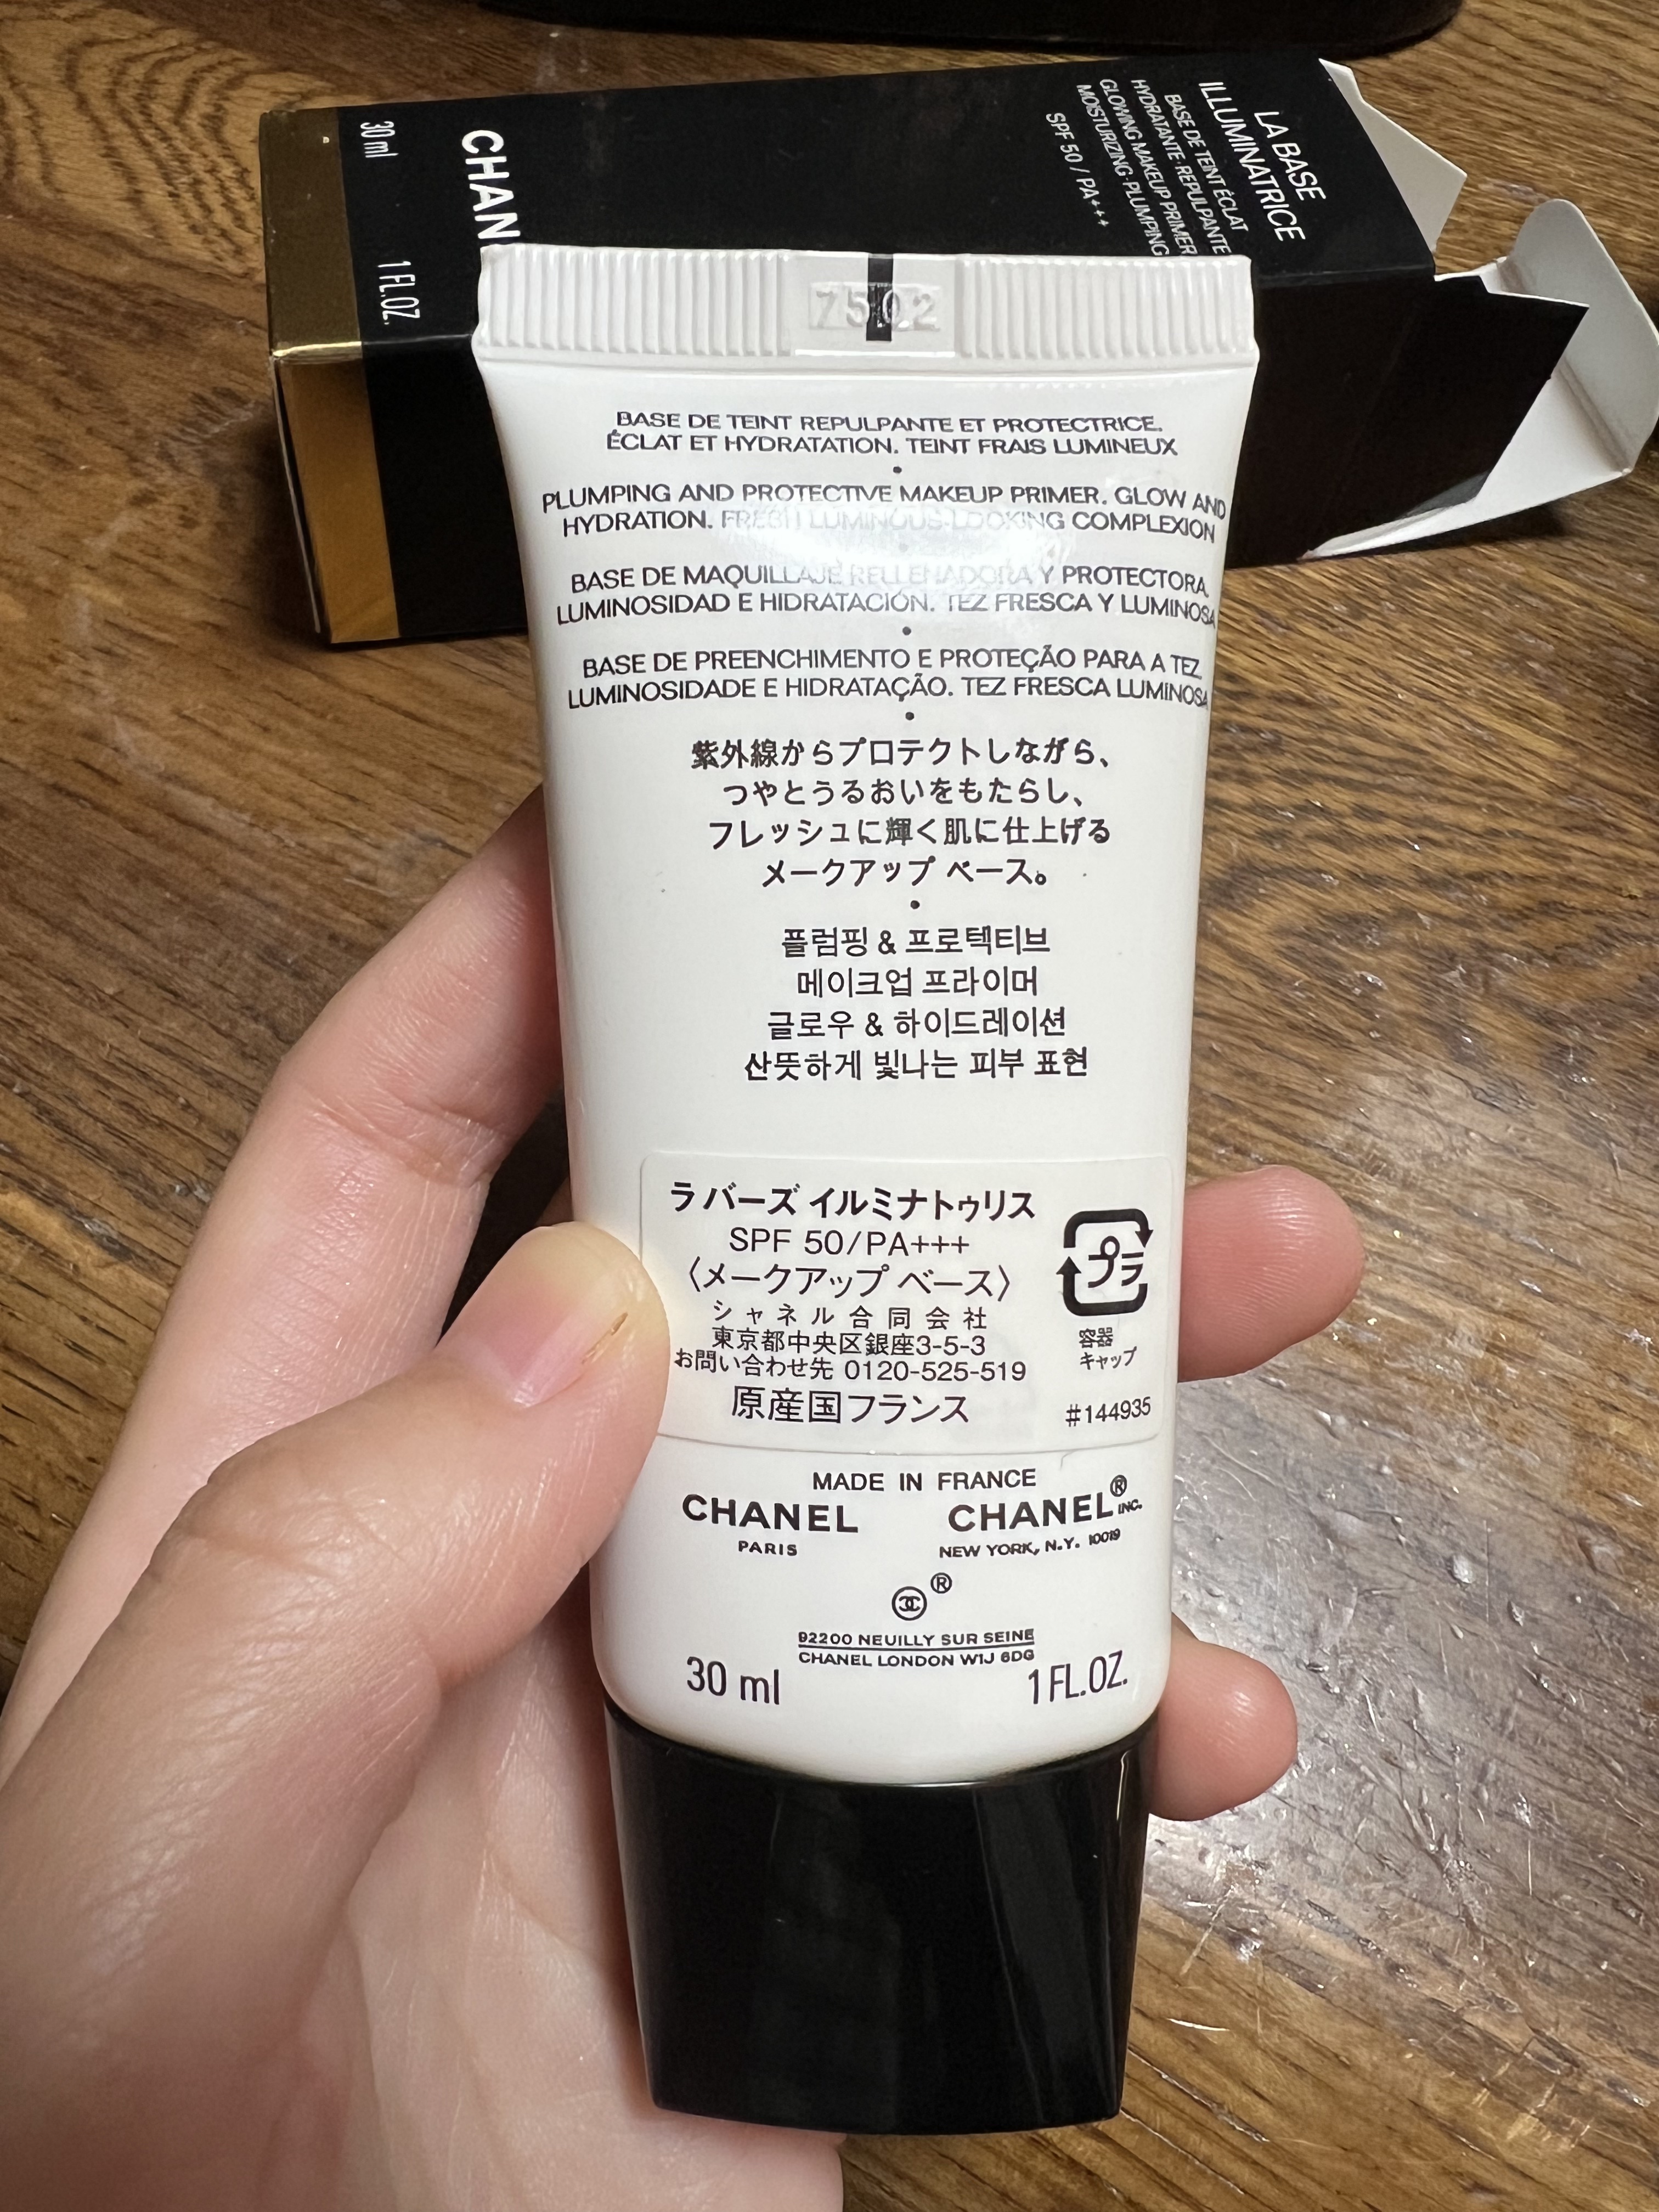 LA BASE
ILLUMINATRICE
BASE DE TEINT ÉCLAT
HYDRATANTE-REPULPANTE
GLOWING MAKEUP PRIMER
MOISTURIZING-PLUMPING
SPF 50 / PA+++
CHAN
30 ml
1 FL.OZ.
7502
BASE DE TEINT REPULPANTE ET PROTECTRICE.
ÉCLAT ET HYDRATATION. TEINT FRAIS LUMINEUX
•
PLUMPING AND PROTECTIVE MAKEUP PRIMER. GLOW AND
HYDRATION. FRESH LUMINOUS-LOOKING COMPLEXION
•
BASE DE MAQUILLAJE RELLENADORA Y PROTECTORA.
LUMINOSIDAD E HIDRATACIÓN. TEZ FRESCA Y LUMINOSA
•
BASE DE PREENCHIMENTO E PROTEÇÃO PARA A TEZ.
LUMINOSIDADE E HIDRATAÇÃO. TEZ FRESCA LUMINOSA
•
紫外線からプロテクトしながら、
つやとうるおいをもたらし、
フレッシュに輝く肌に仕上げる
メークアップ ベース。
•
플럼핑 & 프로텍티브
메이크업 프라이머
글로우 & 하이드레이션
산뜻하게 빛나는 피부 표현
ラ バーズ イルミナトゥリス
SPF 50/PA+++
〈メークアップ ベース〉
シャネル合同会社
東京都中央区銀座3-5-3
お問い合わせ先 0120-525-519
原産国フランス
プラ
容器
キャップ
#144935
MADE IN FRANCE
CHANEL
PARIS
CHANEL® INC.
NEW YORK, N.Y. 10019
®
92200 NEUILLY SUR SEINE
CHANEL LONDON W1J 6DG
30 ml
1 FL.OZ.